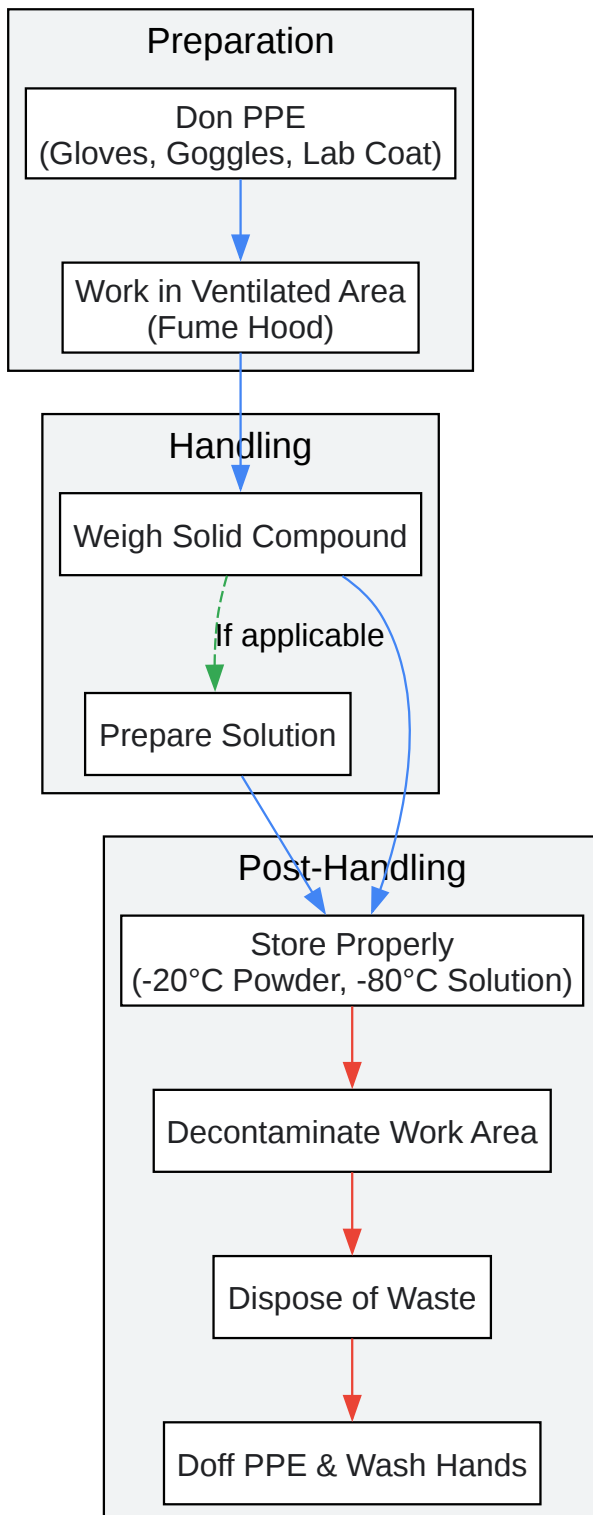 Preparation
Don PPE
(Gloves, Goggles, Lab Coat)
Work in Ventilated Area
(Fume Hood)
Handling
Weigh Solid Compound
If applicable
Prepare Solution
Post-Handling
Store Properly
(-20°C Powder, -80°C Solution)
Decontaminate Work Area
Dispose of Waste
Doff PPE & Wash Hands